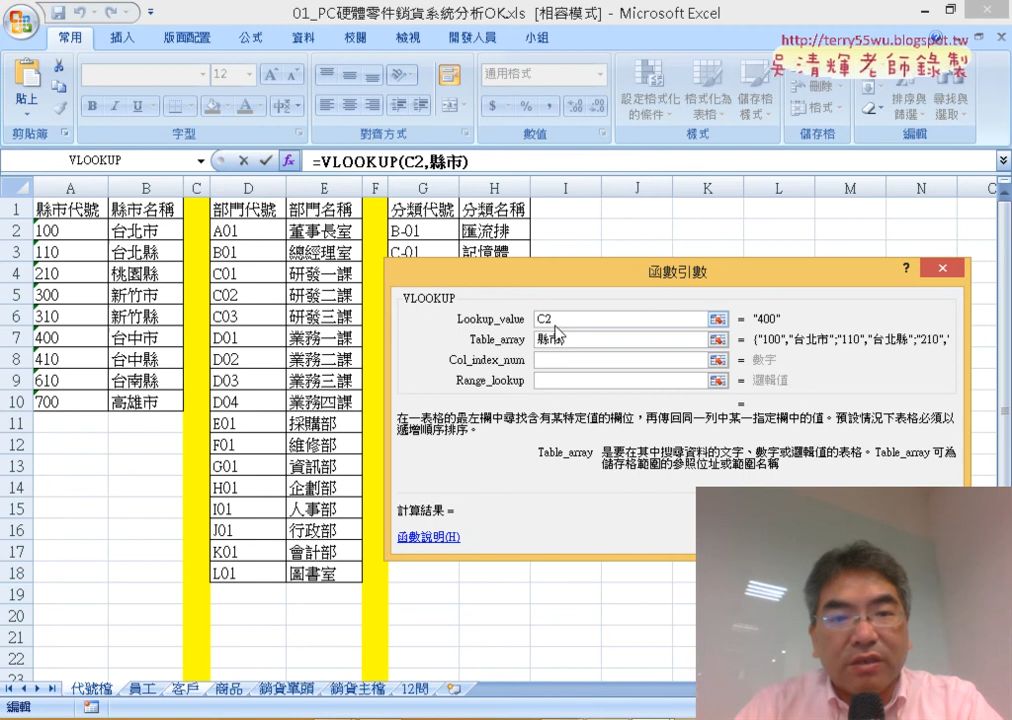 01_PC硬體零件銷貨系統分析OK.xls [相容模式] - Microsoft Excel
常用 插入 版面配置 公式 資料 校閱 檢視 開發人員 小組
http://terry55wu.blogspot.tw
吳清輝老師錄製
貼上 12 A A 通用格式 設定格式化的條件 格式化為表格 儲存格樣式 刪除 格式 排序與篩選 尋找與選取
B I U A 中 $ % ,
剪貼簿 字型 對齊方式 數值 樣式 儲存格 編輯
VLOOKUP fx =VLOOKUP(C2,縣市)
A B C D E F G H I J K L M N
1 縣市代號 縣市名稱 部門代號 部門名稱 分類代號 分類名稱
2 100 台北市 A01 董事長室 B-01 匯流排
3 110 台北縣 B01 總經理室 C-01 記憶體
4 210 桃園縣 C01 研發一課
5 300 新竹市 C02 研發二課
6 310 新竹縣 C03 研發三課
7 400 台中市 D01 業務一課
8 410 台中縣 D02 業務二課
9 610 台南縣 D03 業務三課
10 700 高雄市 D04 業務四課
11 E01 採購部
12 F01 維修部
13 G01 資訊部
14 H01 企劃部
15 I01 人事部
16 J01 行政部
17 K01 會計部
18 L01 圖書室
19
20
21
22
23
函數引數 ?
VLOOKUP
Lookup_value C2 = "400"
Table_array 縣市 = {"100","台北市";"110","台北縣";"210",'
Col_index_num = 數字
Range_lookup = 邏輯值
=
在一表格的最左欄中尋找含有某特定值的欄位，再傳回同一列中某一指定欄中的值。預設情況下表格必須以
遞增順序排序。
Table_array 是要在其中搜尋資料的文字、數字或邏輯值的表格。Table_array 可為
儲存格範圍的參照位址或範圍名稱
計算結果 =
函數說明(H)
代號檔 員工 客戶 商品 銷貨單頭 銷貨主檔 12問
編輯